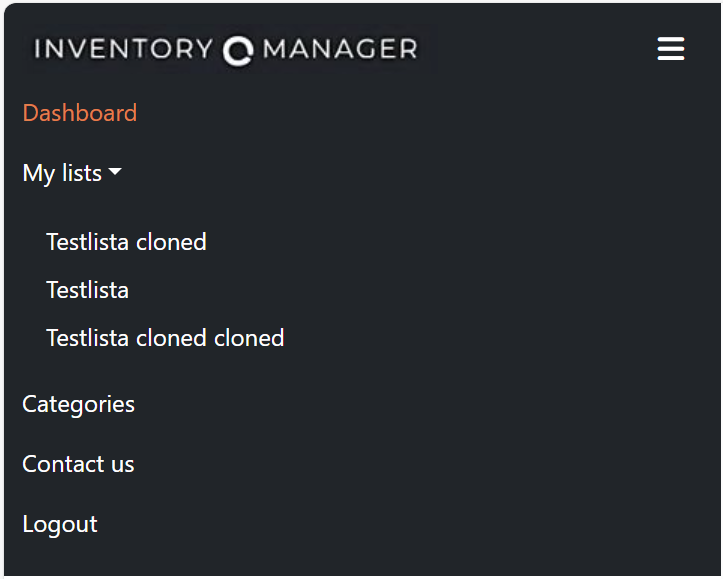 INVENTORY MANAGER
Dashboard
My lists
Testlista cloned
Testlista
Testlista cloned cloned
Categories
Contact us
Logout